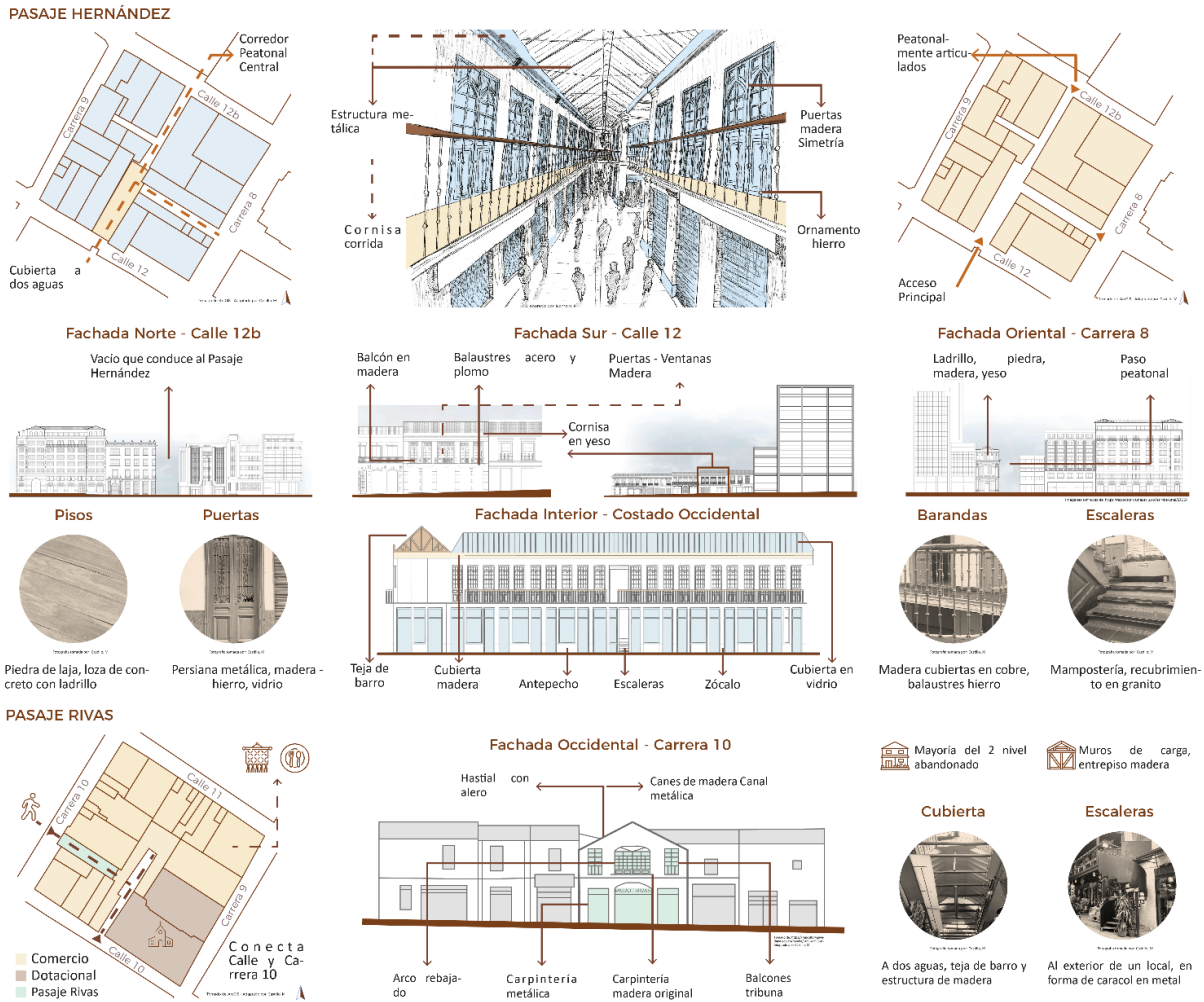 PASAJE HERNÁNDEZ
Corredor
Peatonal
Central
Carrera 9
Calle 12b
Carrera 8
Calle 12
Cubierta a
dos aguas
Estructura me-
tálica
Cornisa
corrida
Puertas
madera
Simetría
Ornamento
hierro
Peatonal-
mente articu-
lados
Carrera 9
Calle 12b
Carrera 8
Calle 12
Acceso
Principal
Fachada Norte - Calle 12b
Vacío que conduce al Pasaje
Hernández
Fachada Sur - Calle 12
Balcón en
madera
Balaustres acero y
plomo
Puertas - Ventanas
Madera
Cornisa
en yeso
Fachada Oriental - Carrera 8
Ladrillo, piedra,
madera, yeso
Paso
peatonal
Pisos
Piedra de laja, loza de con-
creto con ladrillo
Puertas
Persiana metálica, madera -
hierro, vidrio
Fachada Interior - Costado Occidental
Teja de
barro
Cubierta
madera
Antepecho
Escaleras
Zócalo
Cubierta en
vidrio
Barandas
Madera cubiertas en cobre,
balaustres hierro
Escaleras
Mampostería, recubrimien-
to en granito
PASAJE RIVAS
Carrera 10
Calle 11
Carrera 9
Calle 10
Conecta
Calle y Ca-
rrera 10
Comercio
Dotacional
Pasaje Rivas
Fachada Occidental - Carrera 10
Hastial con
alero
Canes de madera Canal
metálica
Arco rebaja-
do
Carpintería
metálica
Carpintería
madera original
Balcones
tribuna
Mayoría del 2 nivel
abandonado
Muros de carga,
entrepiso madera
Cubierta
A dos aguas, teja de barro y
estructura de madera
Escaleras
Al exterior de un local, en
forma de caracol en metal